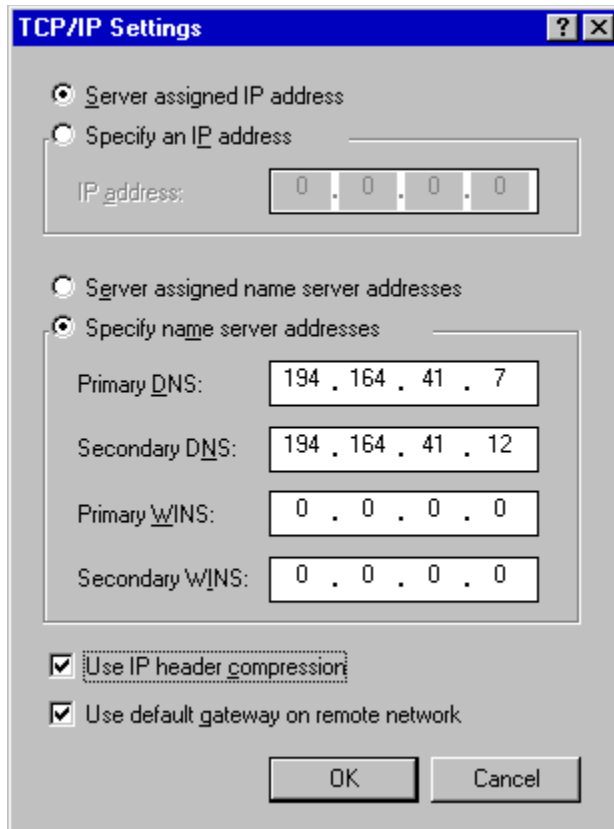 TCP/IP Settings ? X
Server assigned IP address
Specify an IP address
IP address: 0 . 0 . 0 . 0
Server assigned name server addresses
Specify name server addresses
Primary DNS: 194 . 164 . 41 . 7
Secondary DNS: 194 . 164 . 41 . 12
Primary WINS: 0 . 0 . 0 . 0
Secondary WINS: 0 . 0 . 0 . 0
Use IP header compression
Use default gateway on remote network
OK Cancel